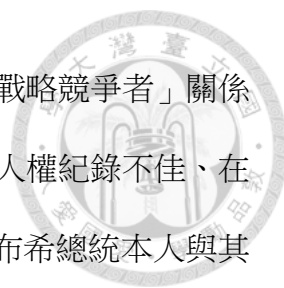 戰略競爭者」關係
人權紀錄不佳、在
布希總統本人與其